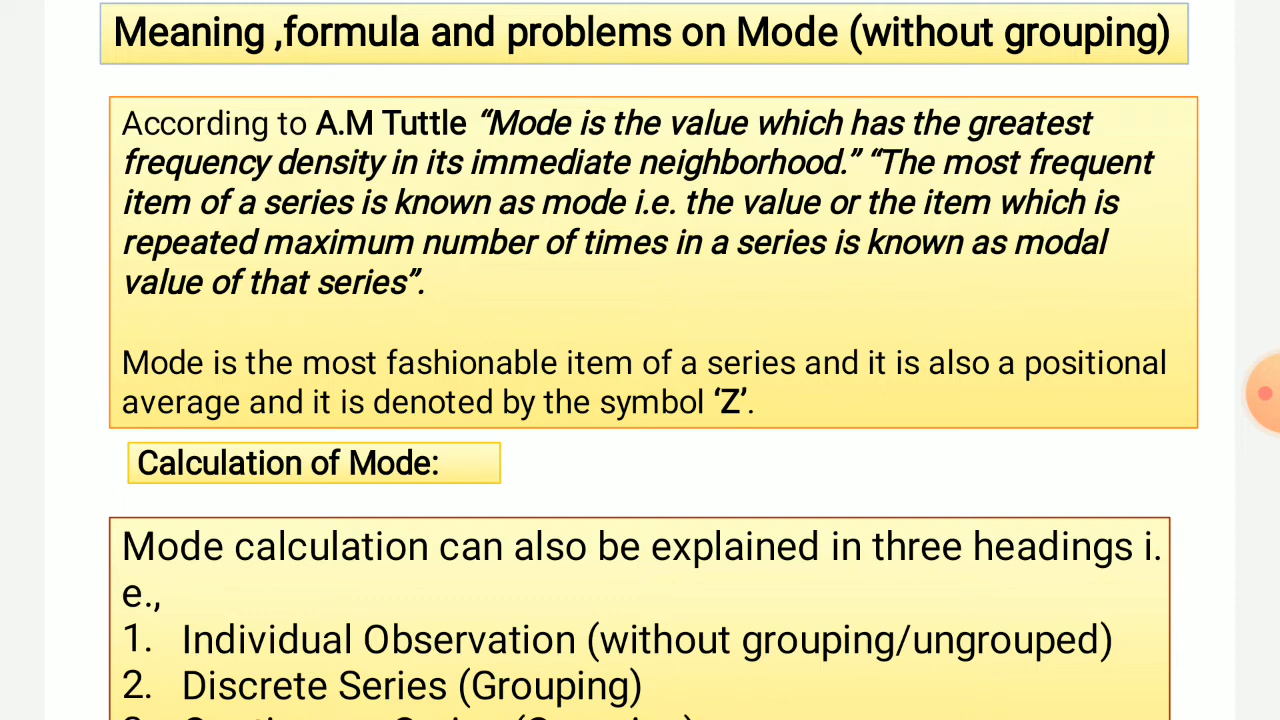 Meaning ,formula and problems on Mode (without grouping)
According to A.M Tuttle “Mode is the value which has the greatest
frequency density in its immediate neighborhood.” “The most frequent
item of a series is known as mode i.e. the value or the item which is
repeated maximum number of times in a series is known as modal
value of that series”.
Mode is the most fashionable item of a series and it is also a positional
average and it is denoted by the symbol ‘Z’.
Calculation of Mode:
Mode calculation can also be explained in three headings i.
e.,
1. Individual Observation (without grouping/ungrouped)
2. Discrete Series (Grouping)